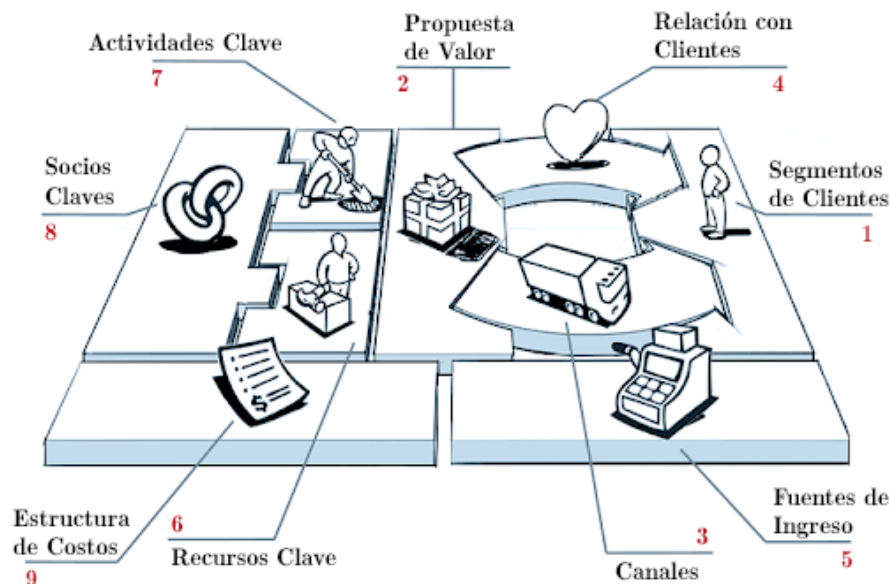 Actividades Clave
7
Propuesta
de Valor
2
Relación con
Clientes
4
Socios
Claves
8
Segmentos
de Clientes
1
$
Estructura
de Costos
9
6
Recursos Clave
3
Canales
Fuentes de
Ingreso
5